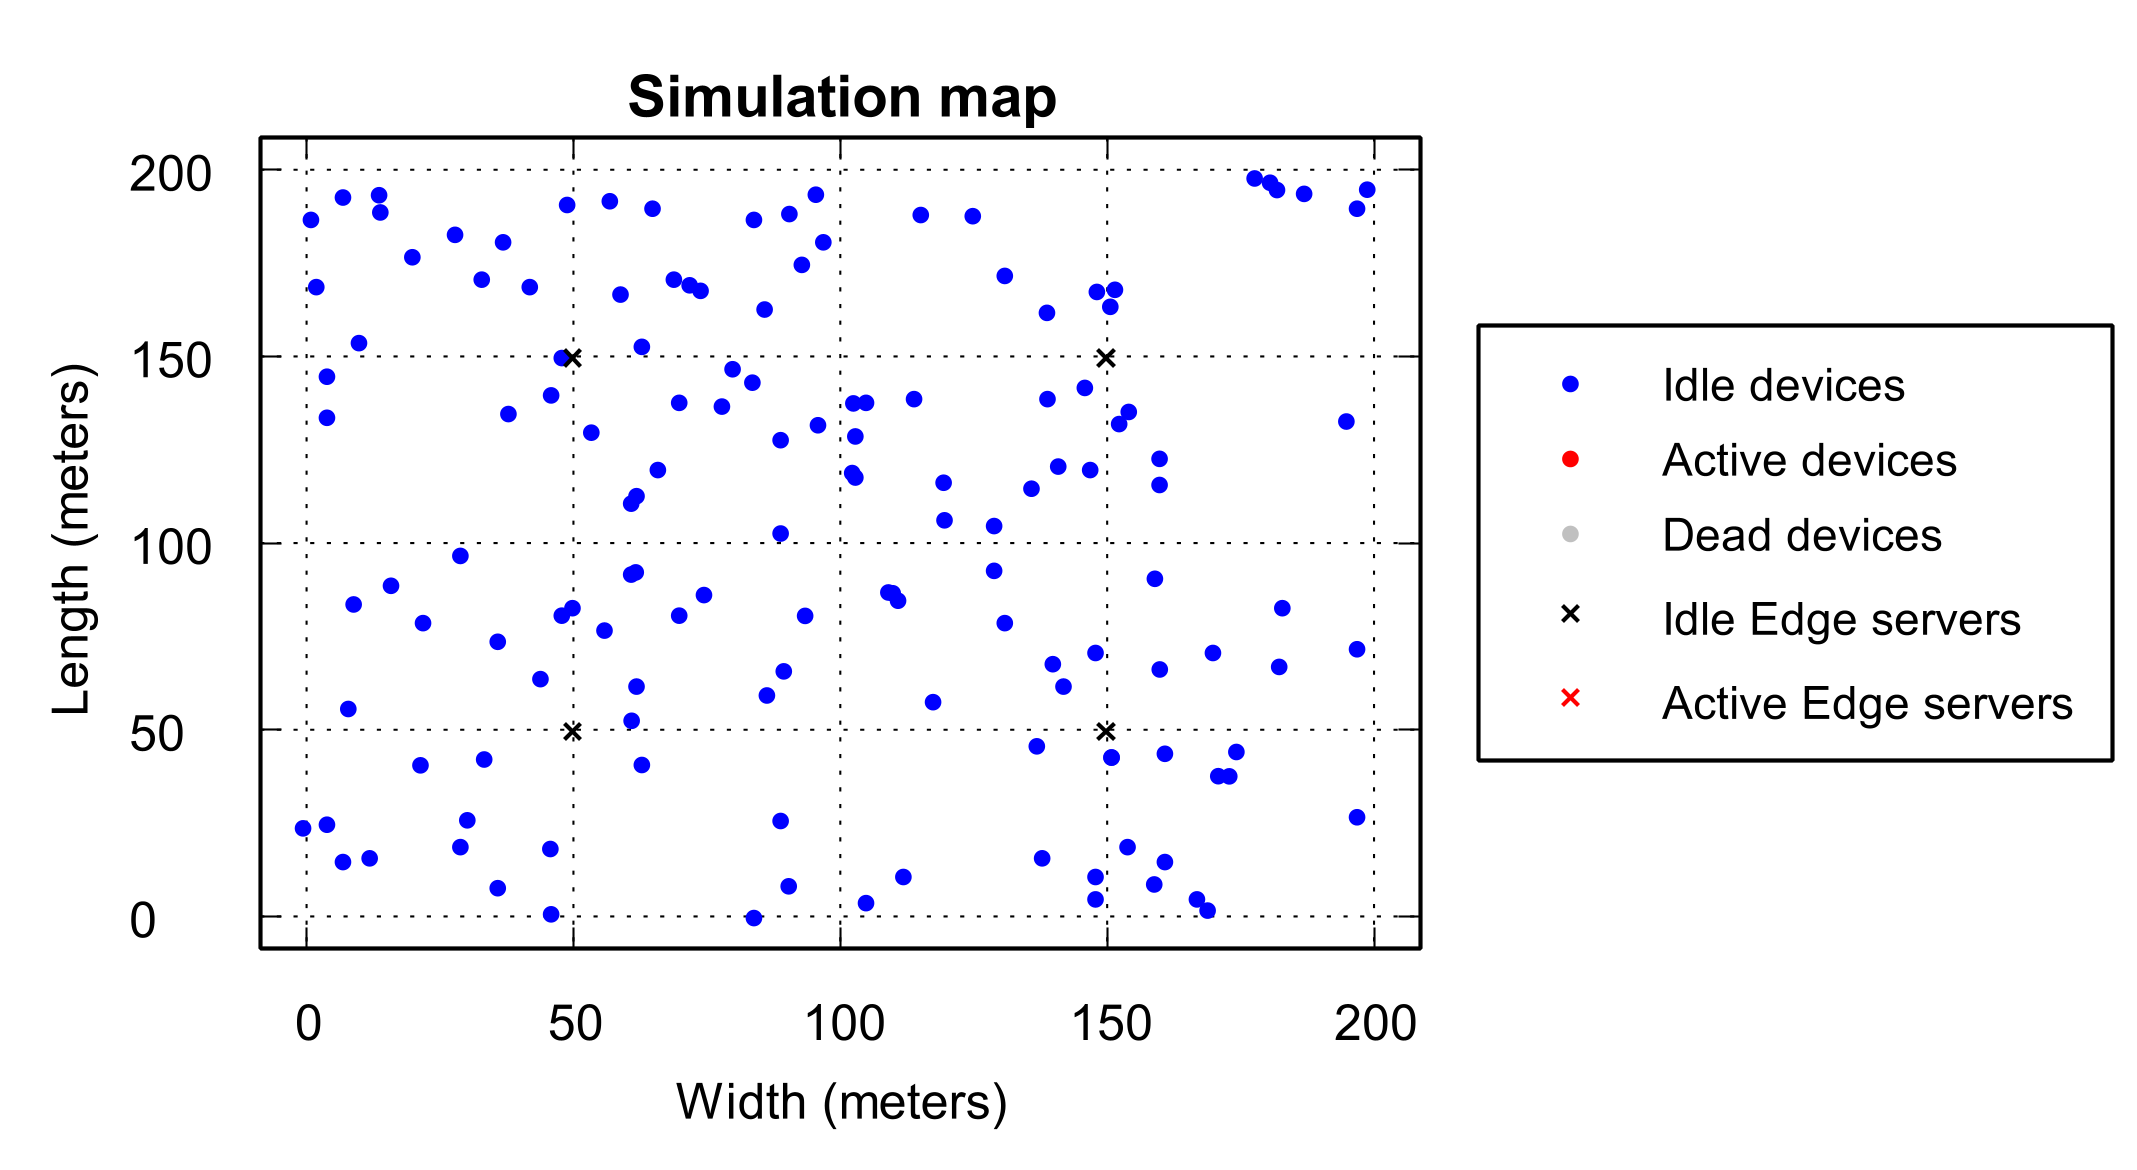 Simulation map
200
150
100
50
0
Length (meters)
0 50 100 150 200
Width (meters)
Idle devices
Active devices
Dead devices
Idle Edge servers
Active Edge servers